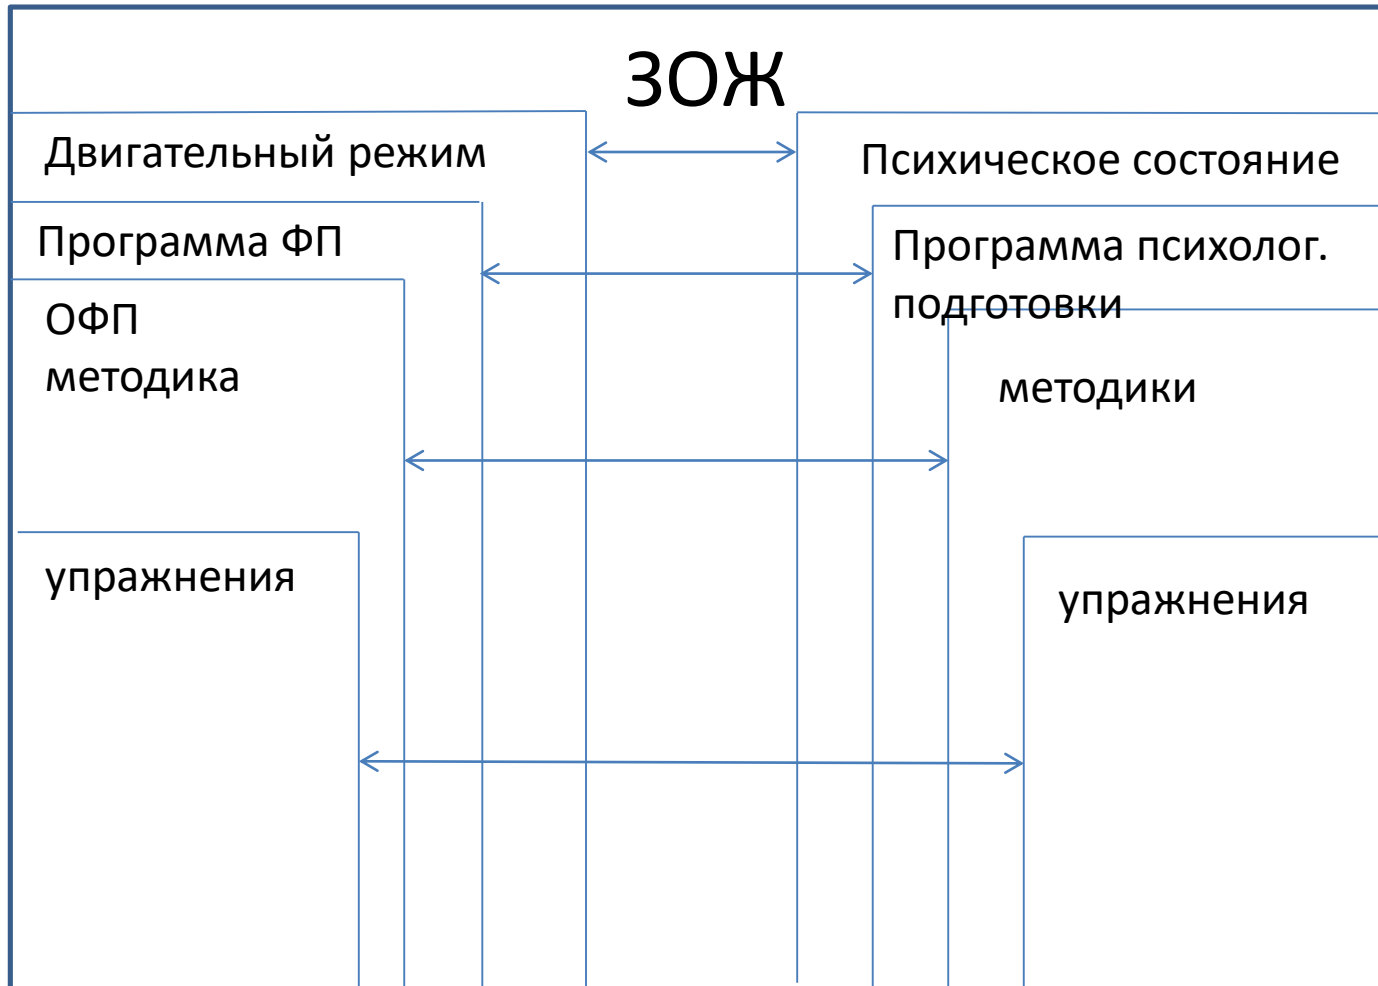 ЗОЖ
Двигательный режим
Психическое состояние
Программа ФП
Программа психолог.
подготовки
ОФП
методика
методики
упражнения
упражнения